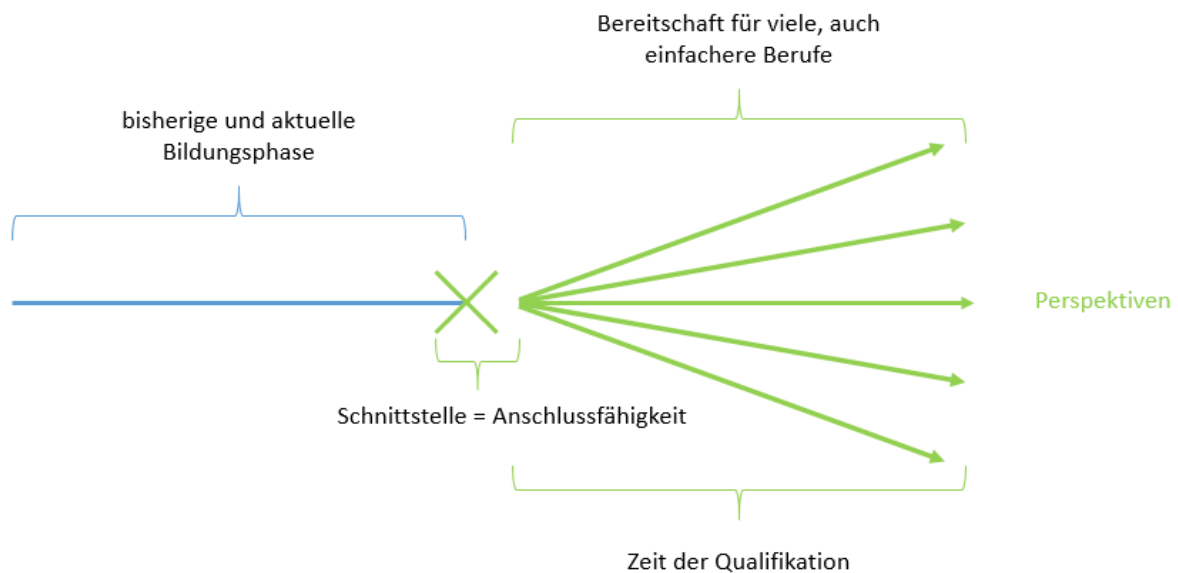 Bereitschaft für viele, auch
einfachere Berufe
bisherige und aktuelle
Bildungsphase
Perspektiven
Schnittstelle = Anschlussfähigkeit
Zeit der Qualifikation